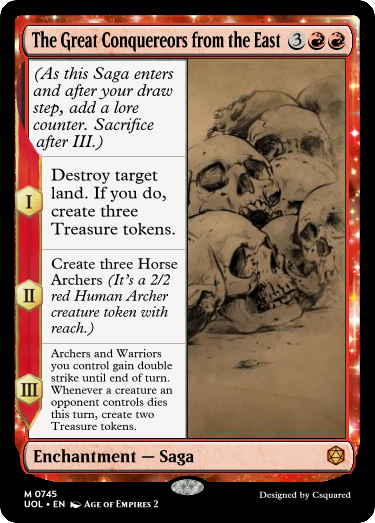 The Great Conquereors from the East 3
(As this Saga enters
and after your draw
step, add a lore
counter. Sacrifice
after III.)
I
Destroy target
land. If you do,
create three
Treasure tokens.
II
Create three Horse
Archers (It's a 2/2
red Human Archer
creature token with
reach.)
III
Archers and Warriors
you control gain double
strike until end of turn.
Whenever a creature an
opponent controls dies
this turn, create two
Treasure tokens.
Enchantment — Saga
M 0745
UOL • EN Age of Empires 2
Designed by Csquared